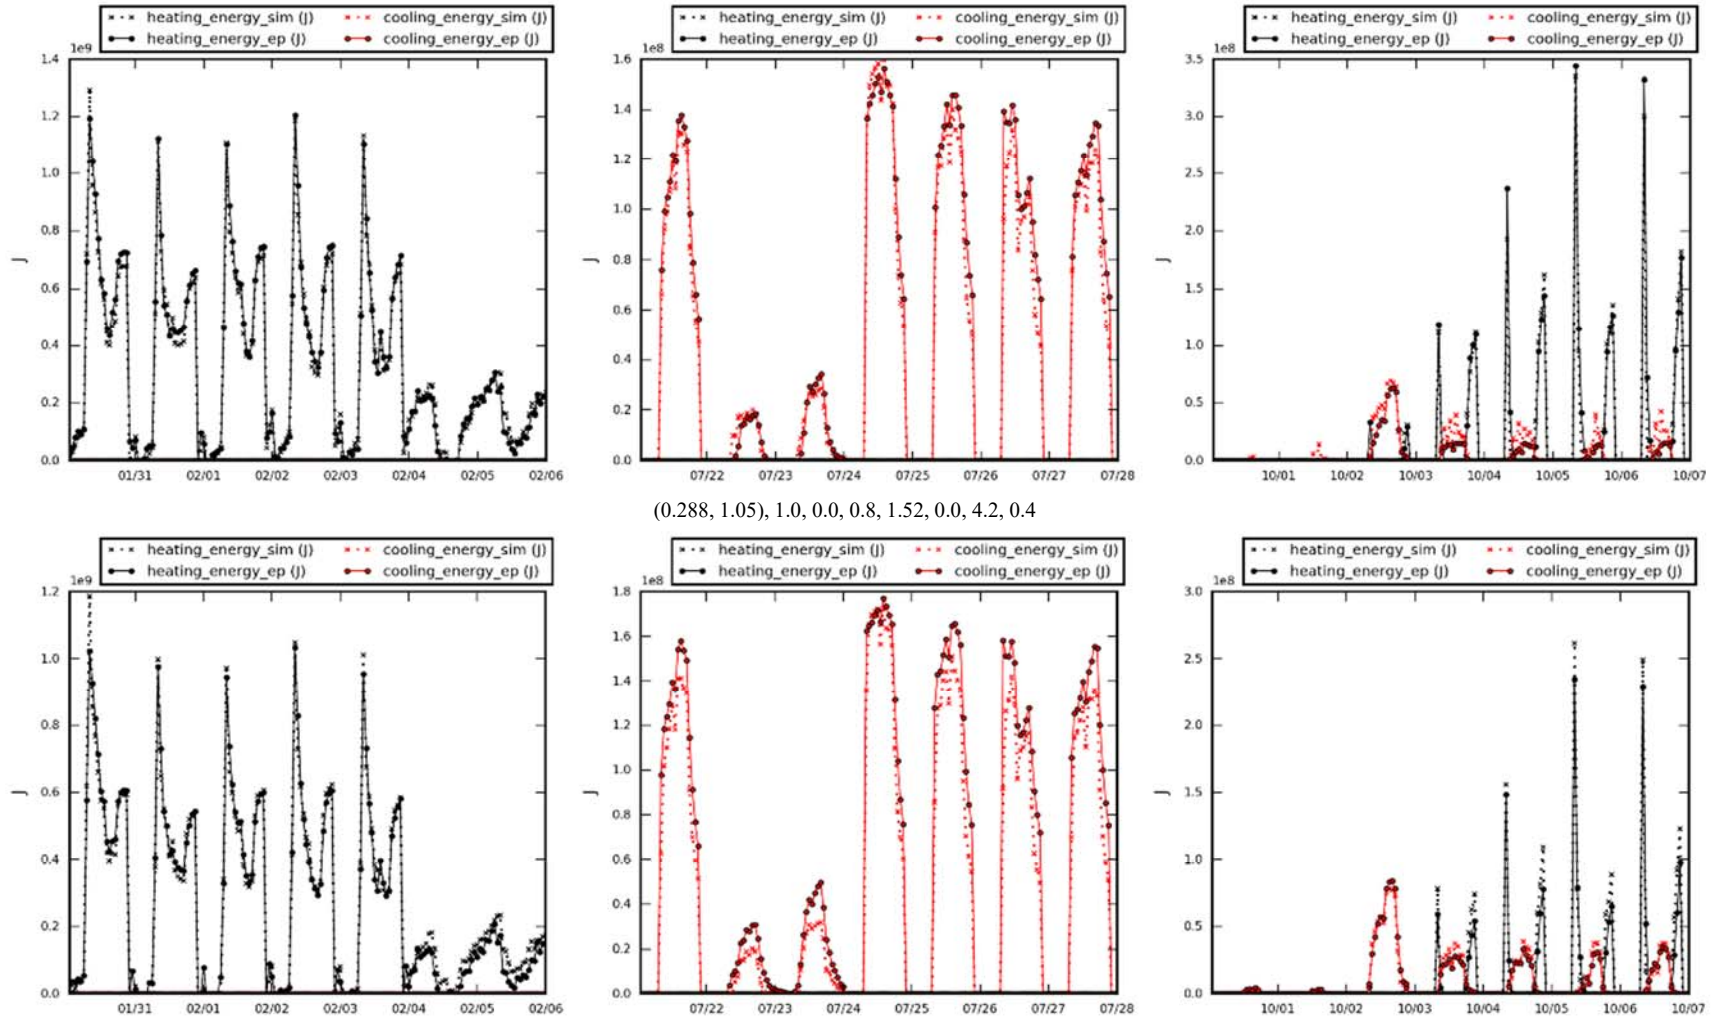 heating_energy_sim (J) cooling_energy_sim (J) heating_energy_sim (J) cooling_energy_sim (J) heating_energy_sim (J) cooling_energy_sim (J)
heating_energy_ep (J) cooling_energy_ep (J) heating_energy_ep (J) cooling_energy_ep (J) heating_energy_ep (J) cooling_energy_ep (J)
1e9 1e8 1e8
1.4 1.6 3.5
1.2 1.4 3.0
1.0 1.2 2.5
0.8 1.0 2.0
J J J
0.6 0.8 1.5
0.4 0.6 1.0
0.2 0.4 0.5
0.0 0.2 0.0
0.0
01/31 02/01 02/02 02/03 02/04 02/05 02/06 07/22 07/23 07/24 07/25 07/26 07/27 07/28 10/01 10/02 10/03 10/04 10/05 10/06 10/07
(0.288, 1.05), 1.0, 0.0, 0.8, 1.52, 0.0, 4.2, 0.4
heating_energy_sim (J) cooling_energy_sim (J) heating_energy_sim (J) cooling_energy_sim (J) heating_energy_sim (J) cooling_energy_sim (J)
heating_energy_ep (J) cooling_energy_ep (J) heating_energy_ep (J) cooling_energy_ep (J) heating_energy_ep (J) cooling_energy_ep (J)
1e9 1e8 1e8
1.2 1.8 3.0
1.0 1.6 2.5
0.8 1.4 2.0
0.6 1.2 1.5
J J J
0.4 1.0 1.0
0.2 0.8 0.5
0.0 0.6 0.0
0.4
0.2
0.0
01/31 02/01 02/02 02/03 02/04 02/05 02/06 07/22 07/23 07/24 07/25 07/26 07/27 07/28 10/01 10/02 10/03 10/04 10/05 10/06 10/07